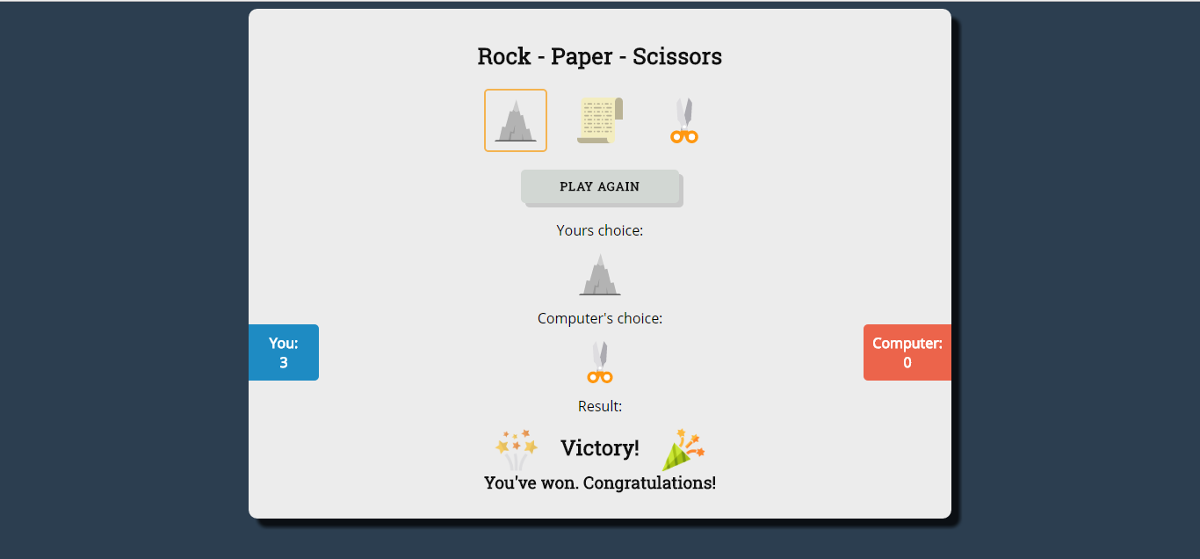 Rock - Paper - Scissors
PLAY AGAIN
Yours choice:
Computer's choice:
You:
3
Computer:
0
Result:
Victory!
You've won. Congratulations!